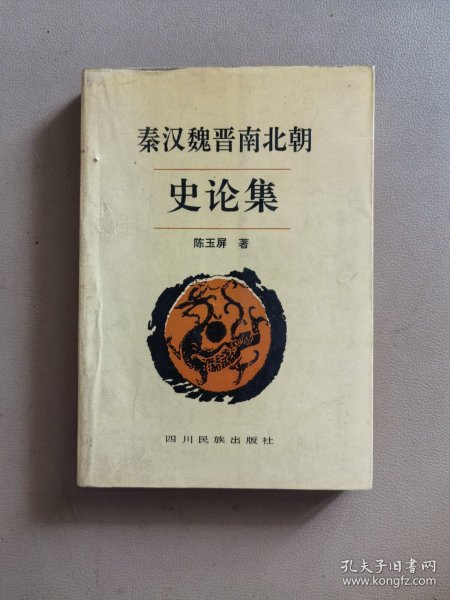 秦汉魏晋南北朝
史论集
陈玉屏 著
四川民族出版社
孔夫子旧书网
www.kongfz.com